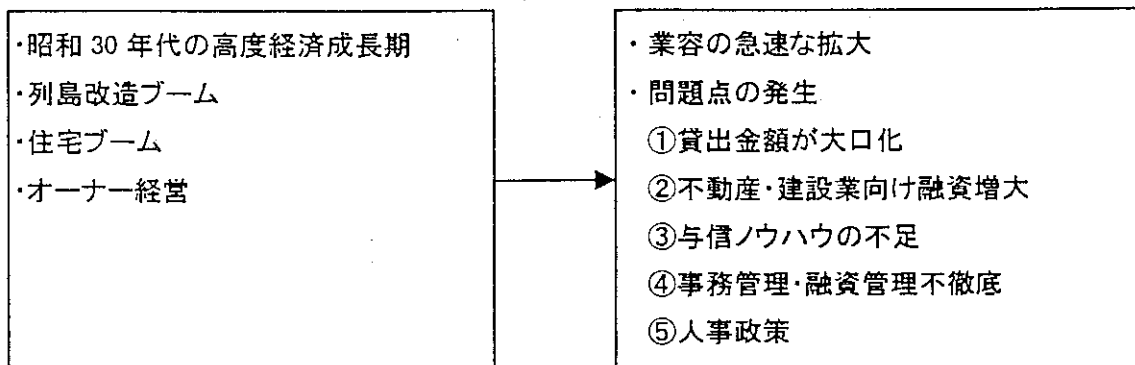 ・昭和 30 年代の高度経済成長期
・列島改造ブーム
・住宅ブーム
・オーナー経営
・業容の急速な拡大
・問題点の発生
①貸出金額が大口化
②不動産・建設業向け融資増大
③与信ノウハウの不足
④事務管理・融資管理不徹底
⑤人事政策